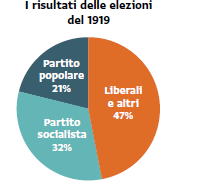 I risultati delle elezioni
del 1919
Partito
popolare
21%
Liberali
e altri
47%
Partito
socialista
32%